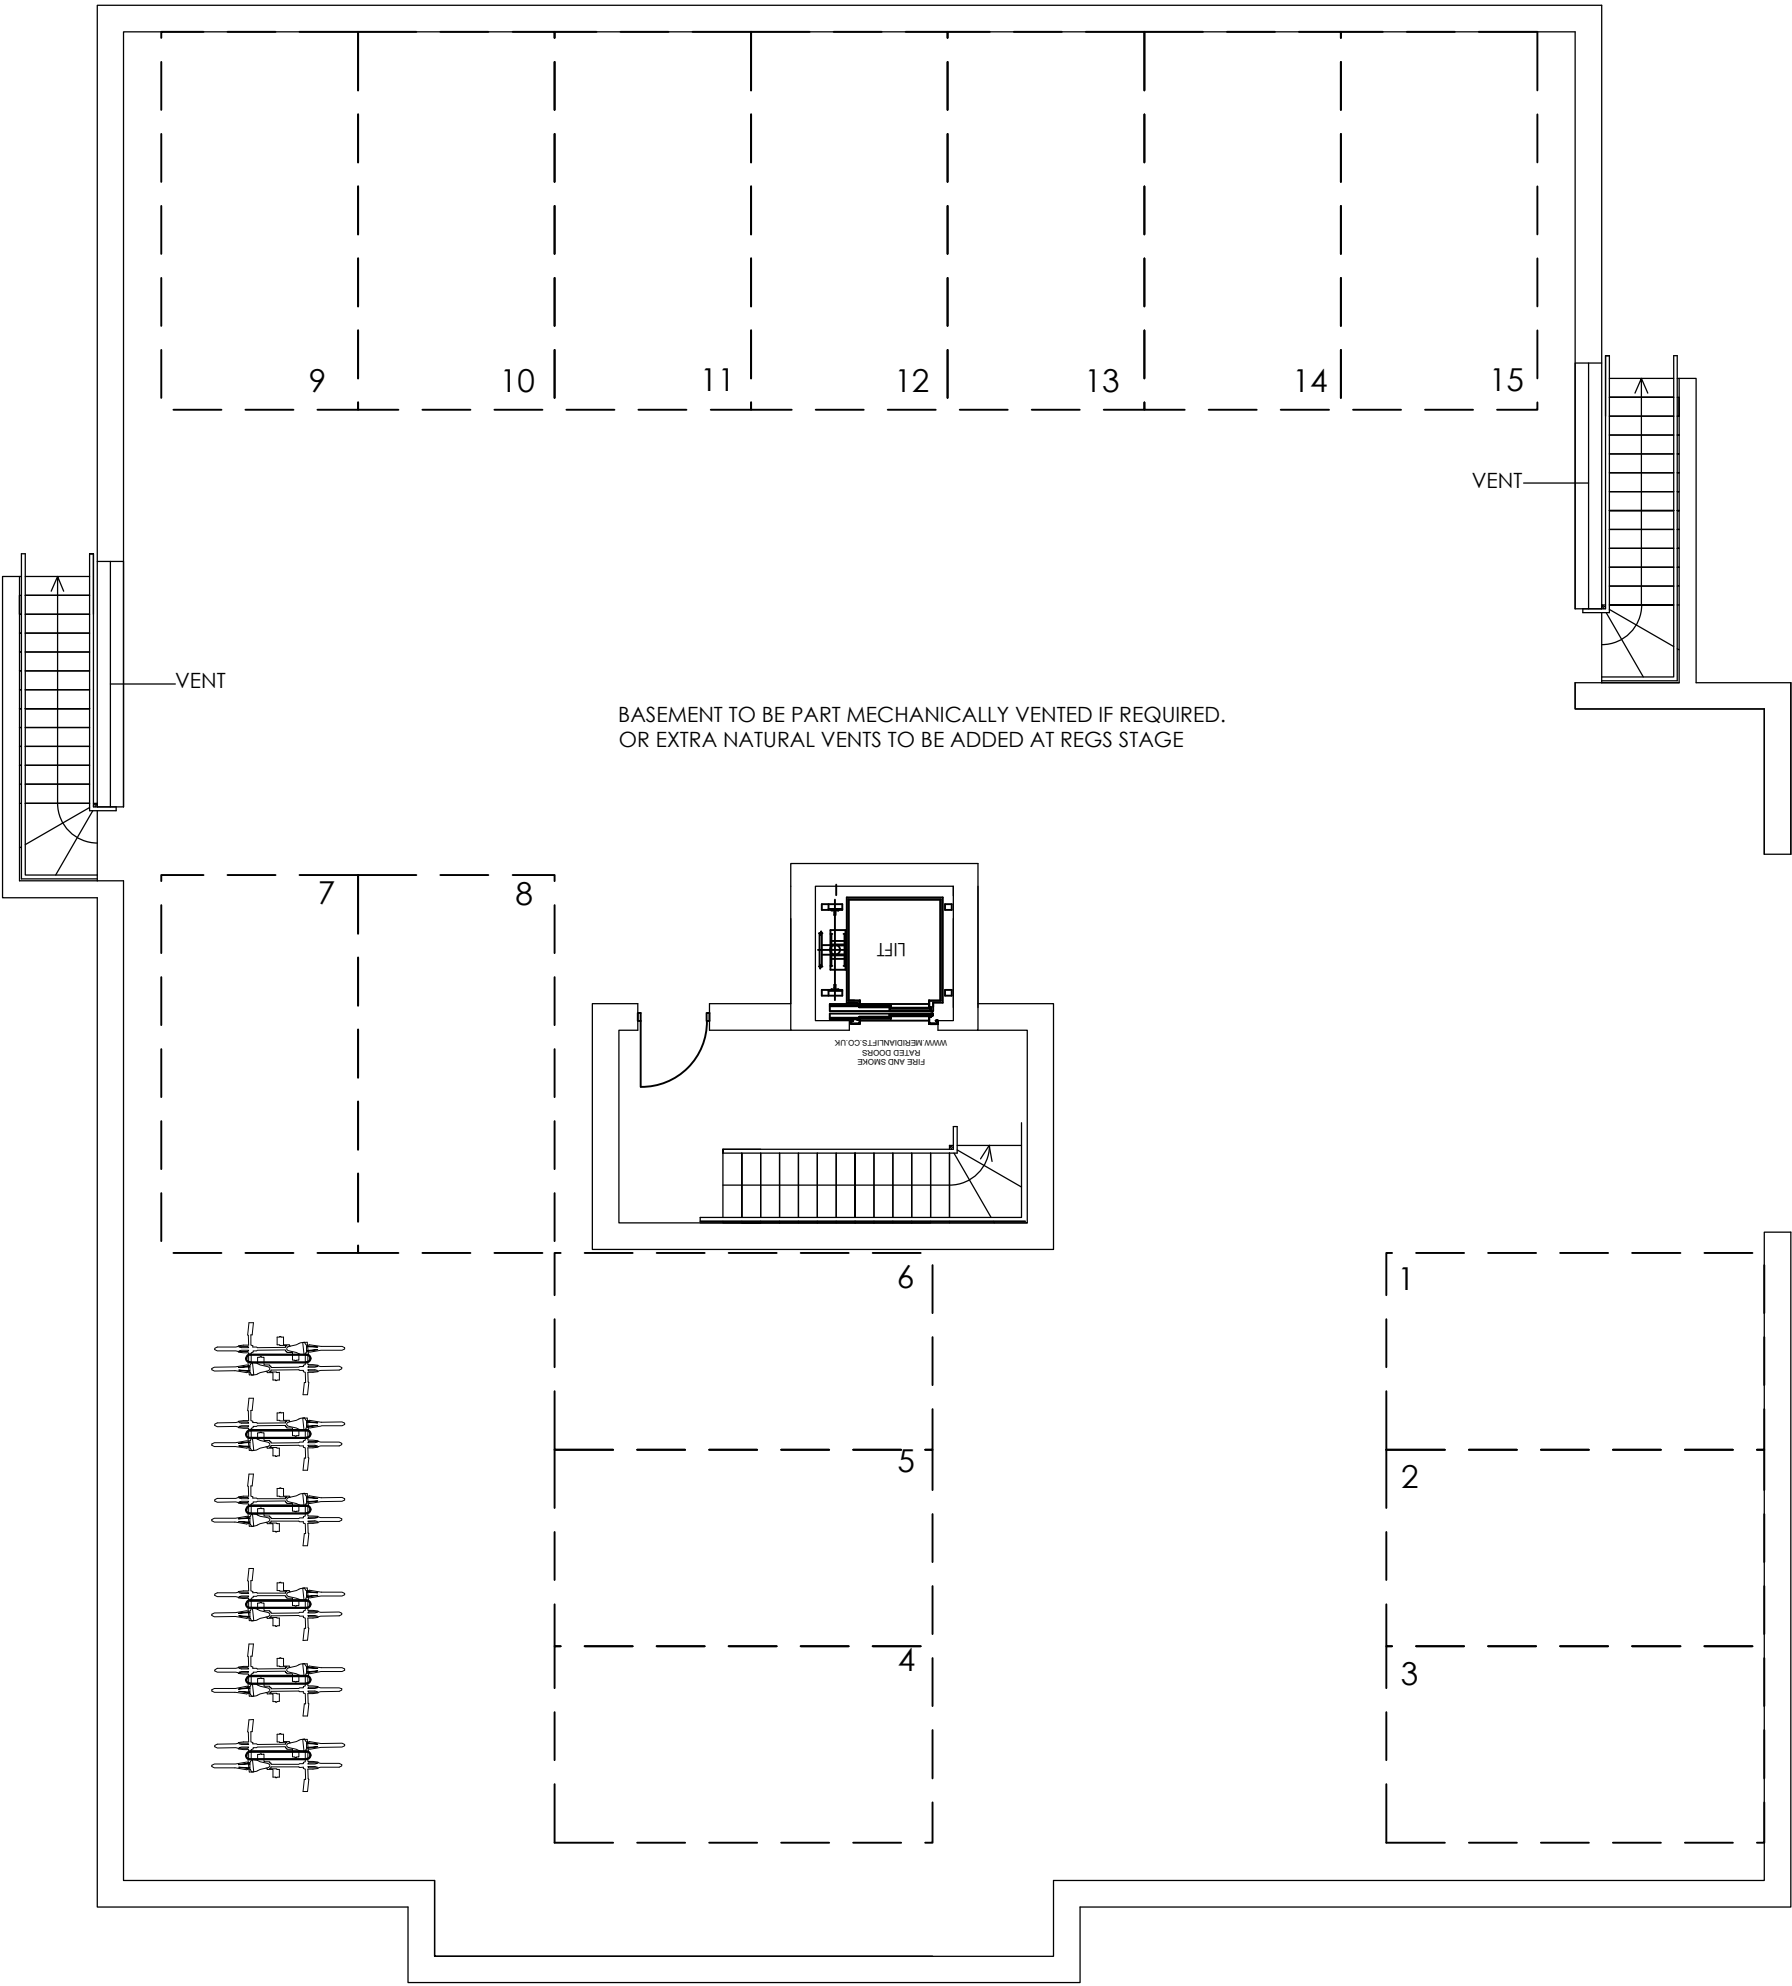 9
10
11
12
13
14
15
VENT
VENT
BASEMENT TO BE PART MECHANICALLY VENTED IF REQUIRED.
OR EXTRA NATURAL VENTS TO BE ADDED AT REGS STAGE
7
8
LIFT
FIRE AND SMOKE
RATED DOORS
WWW.MERIDIANLIFTS.CO.UK
6
1
5
2
4
3